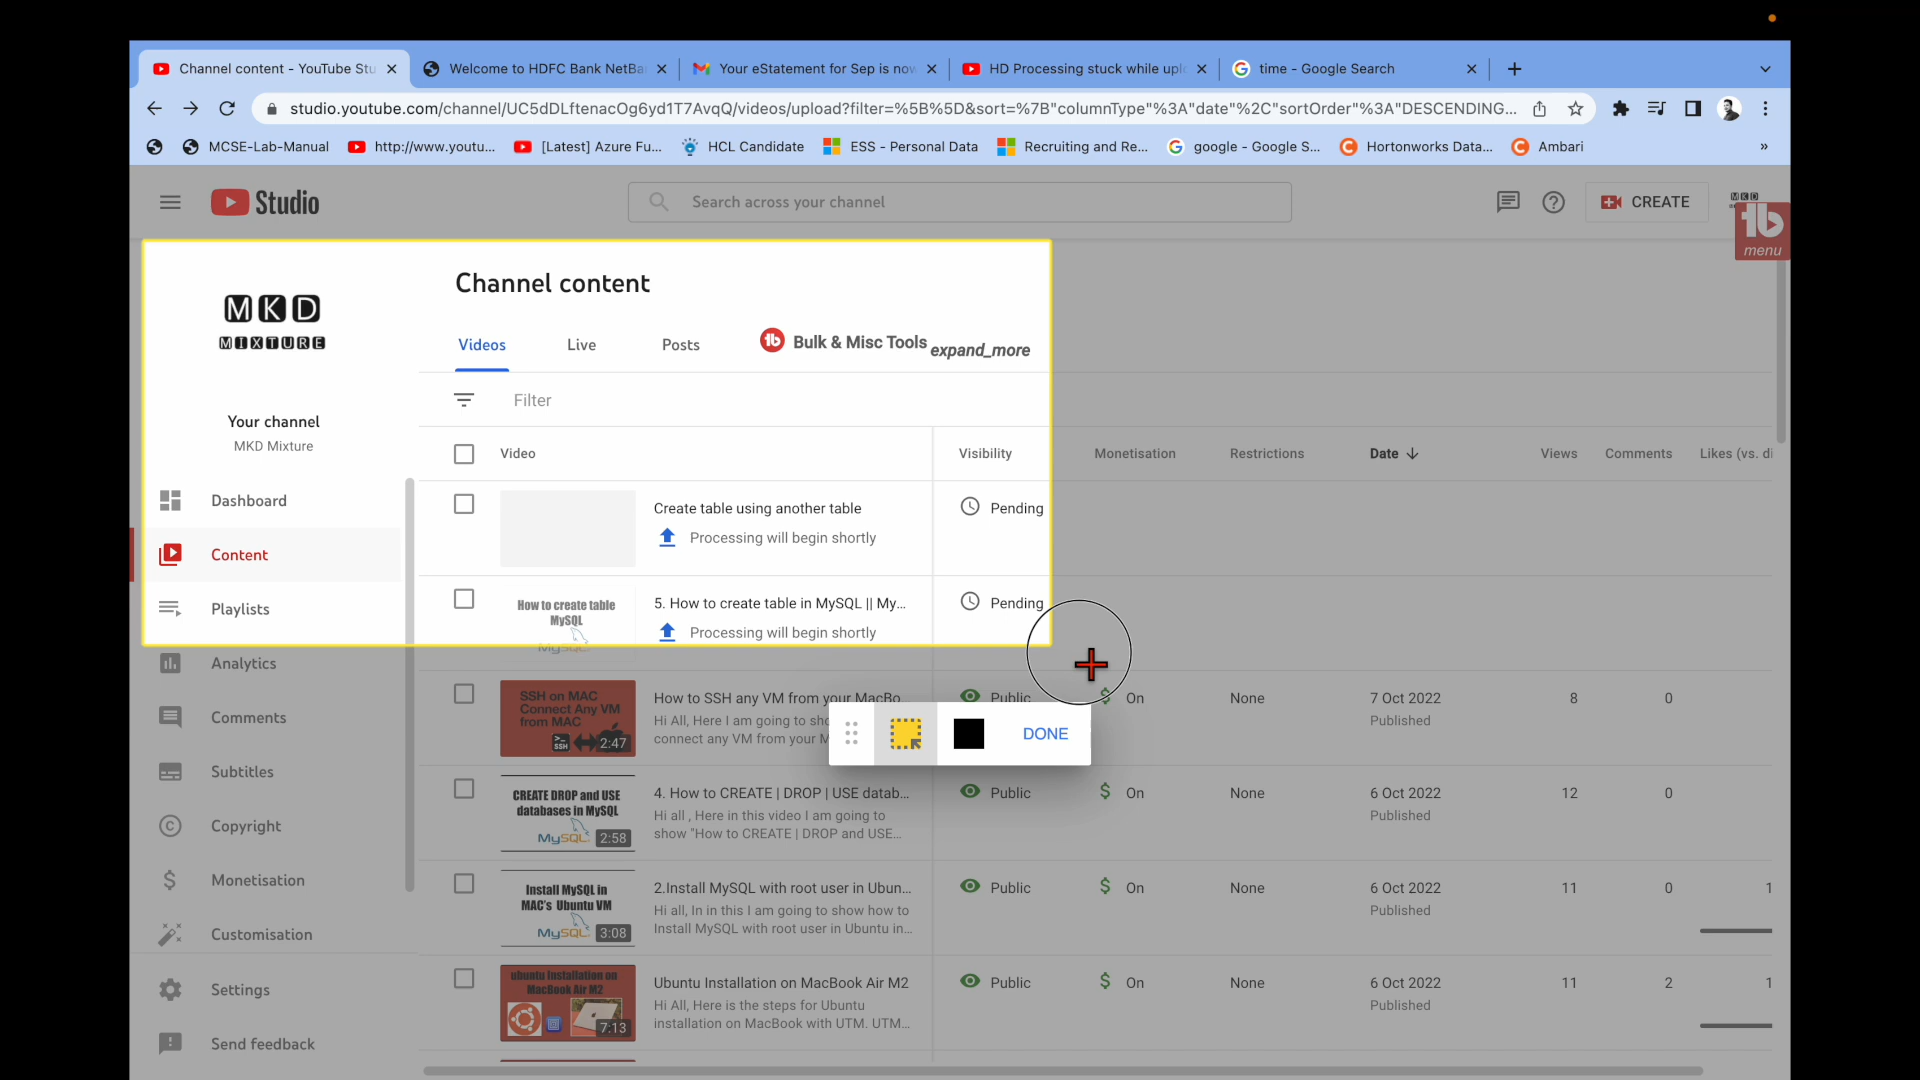 Channel content - YouTube Stu
Welcome to HDFC Bank NetBa
Your eStatement for Sep is now
HD Processing stuck while uplo
time - Google Search
studio.youtube.com/channel/UC5dDLftenacOg6yd1T7AvqQ/videos/upload?filter=%5B%5D&sort=%7B"columnType"%3A"date"%2C"sortOrder"%3A"DESCENDING...
MCSE-Lab-Manual
http://www.youtu...
[Latest] Azure Fu...
HCL Candidate
ESS - Personal Data
Recruiting and Re...
google - Google S...
Hortonworks Data...
Ambari
»
Studio
Search across your channel
CREATE
MKD
menu
MKD
MIXTURE
Your channel
MKD Mixture
Dashboard
Content
Playlists
Analytics
Comments
Subtitles
Copyright
Monetisation
Customisation
Settings
Send feedback
Channel content
Videos
Live
Posts
Bulk & Misc Tools expand_more
Filter
Video
Visibility
Monetisation
Restrictions
Date
Views
Comments
Likes (vs. di
Create table using another table
Processing will begin shortly
Pending
How to create table
MySQL
MySQL
5. How to create table in MySQL || My...
Processing will begin shortly
Pending
SSH on MAC
Connect Any VM
from MAC
SSH
2:47
How to SSH any VM from your MacBo
Hi All, Here I am going to sho
connect any VM from your M
Public
On
None
7 Oct 2022
Published
8
0
DONE
CREATE DROP and USE
databases in MySQL
MySQL
2:58
4. How to CREATE | DROP | USE datab...
Hi all , Here in this video I am going to
show "How to CREATE | DROP and USE...
Public
On
None
6 Oct 2022
Published
12
0
Install MySQL in
MAC's Ubuntu VM
MySQL
3:08
2.Install MySQL with root user in Ubun...
Hi all, In in this I am going to show how to
Install MySQL with root user in Ubuntu in...
Public
On
None
6 Oct 2022
Published
11
0
1
ubuntu Installation on
MacBook Air M2
7:13
Ubuntu Installation on MacBook Air M2
Hi All, Here is the steps for Ubuntu
installation on MacBook with UTM. UTM...
Public
On
None
6 Oct 2022
Published
11
2
1